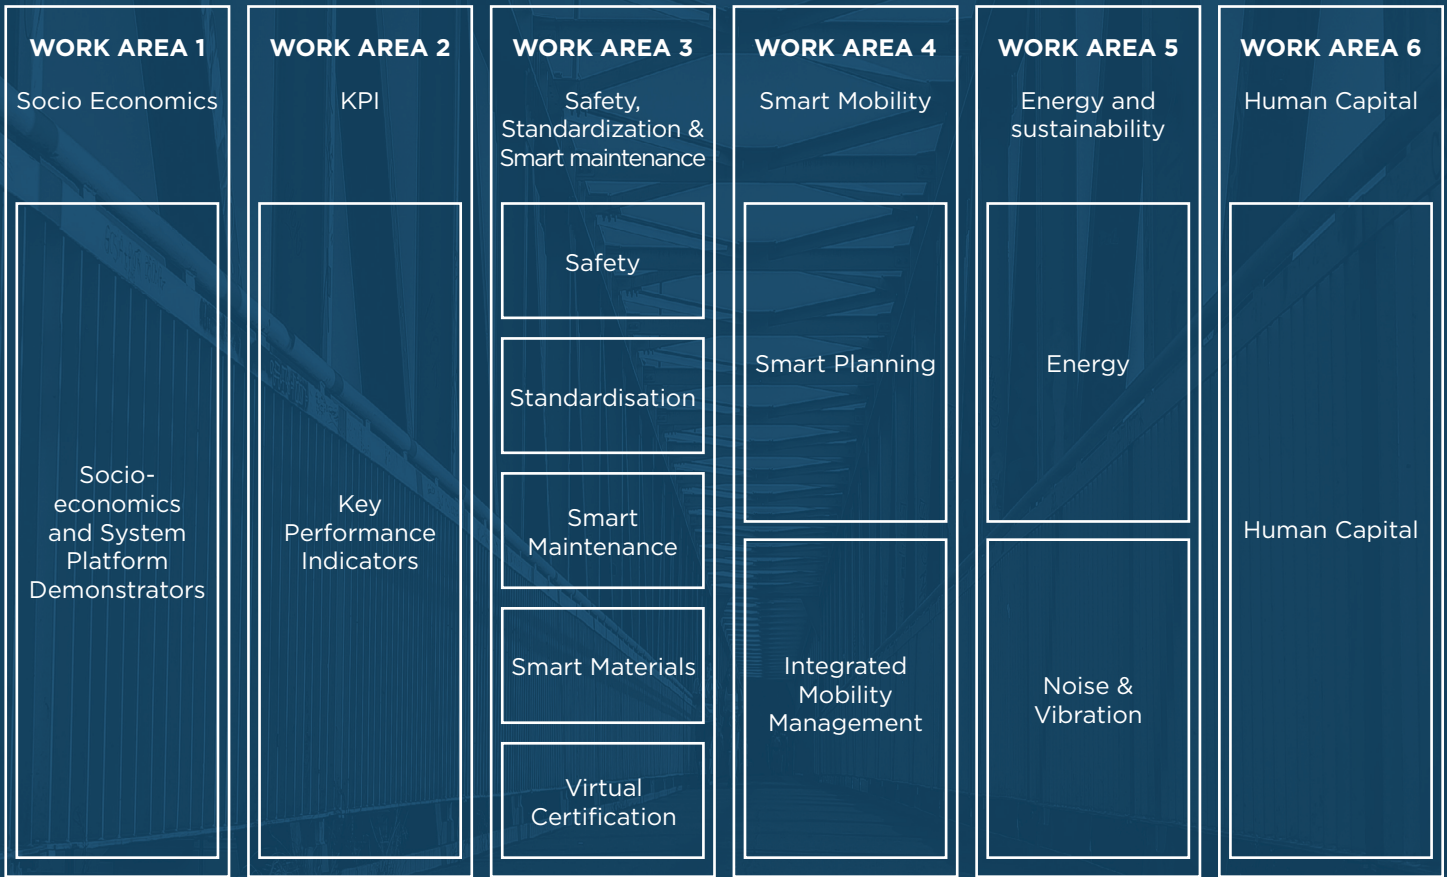 WORK AREA 1
Socio Economics
Socio-
economics
and System
Platform
Demonstrators
WORK AREA 2
KPI
Key
Performance
Indicators
WORK AREA 3
Safety,
Standardization &
Smart maintenance
Safety
Standardisation
Smart
Maintenance
Smart Materials
Virtual
Certification
WORK AREA 4
Smart Mobility
Smart Planning
Integrated
Mobility
Management
WORK AREA 5
Energy and
sustainability
Energy
Noise &
Vibration
WORK AREA 6
Human Capital
Human Capital